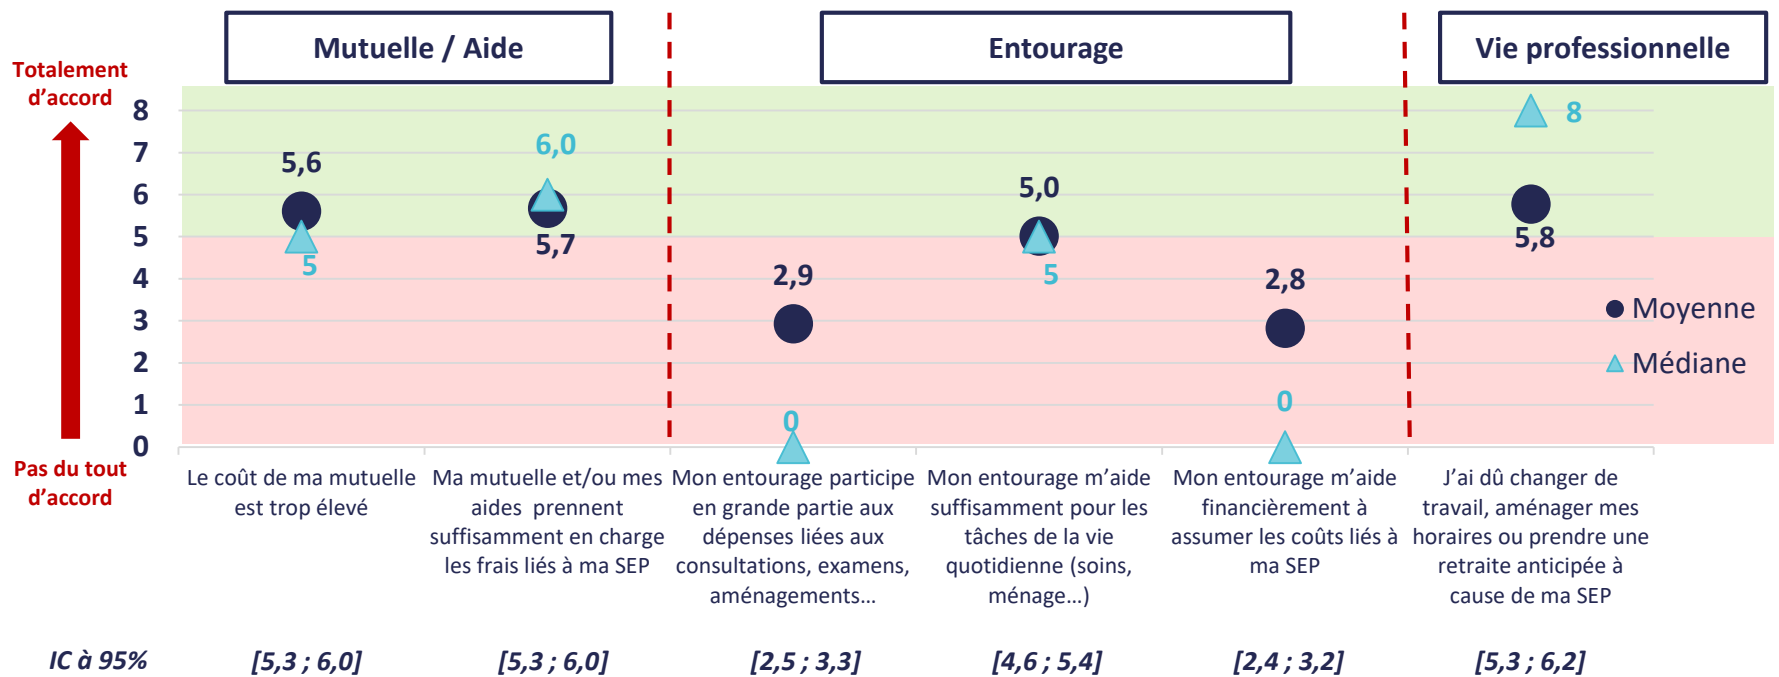 Mutuelle / Aide
Entourage
Vie professionnelle
Totalement
d’accord
8
7
6
5
4
3
2
1
0
Pas du tout
d’accord
5,6
5
6,0
5,7
2,9
0
5,0
5
2,8
0
8
5,8
Moyenne
Médiane
Le coût de ma mutuelle
est trop élevé
Ma mutuelle et/ou mes
aides prennent
suffisamment en charge
les frais liés à ma SEP
Mon entourage participe
en grande partie aux
dépenses liées aux
consultations, examens,
aménagements…
Mon entourage m’aide
suffisamment pour les
tâches de la vie
quotidienne (soins,
ménage…)
Mon entourage m’aide
financièrement à
assumer les coûts liés à
ma SEP
J’ai dû changer de
travail, aménager mes
horaires ou prendre une
retraite anticipée à
cause de ma SEP
IC à 95%
[5,3 ; 6,0]
[5,3 ; 6,0]
[2,5 ; 3,3]
[4,6 ; 5,4]
[2,4 ; 3,2]
[5,3 ; 6,2]